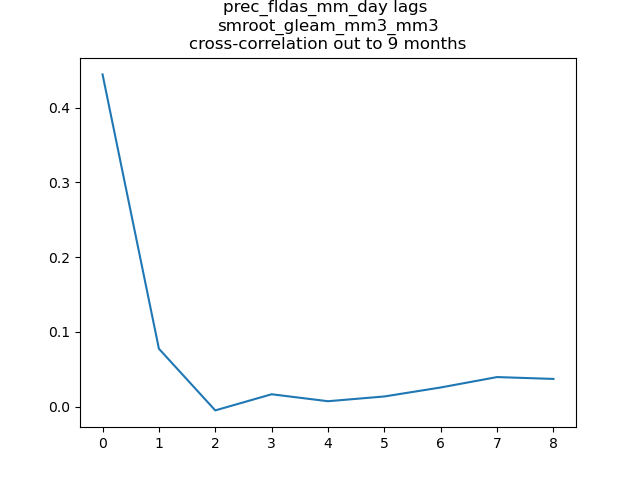 prec_fldas_mm_day lags
smroot_gleam_mm3_mm3
cross-correlation out to 9 months
0.4
0.3
0.2
0.1
0.0
0 1 2 3 4 5 6 7 8